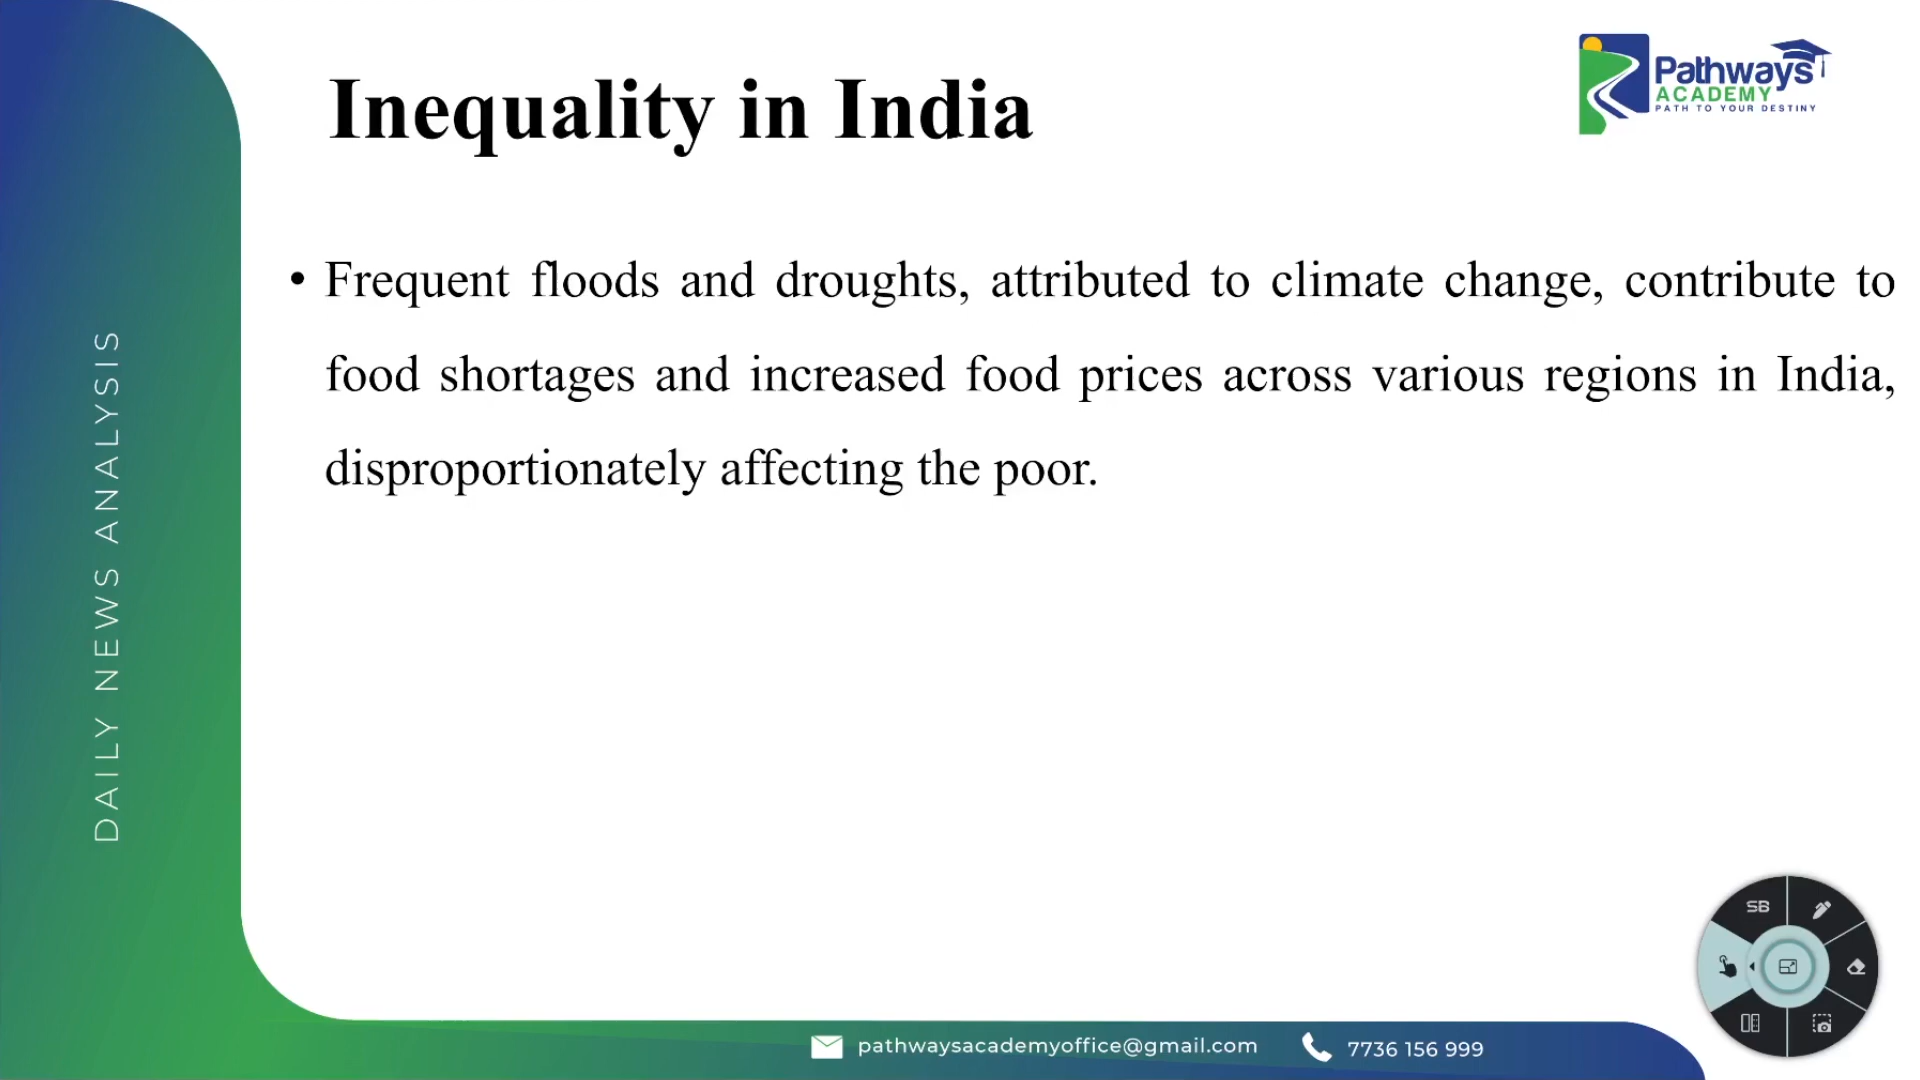 Inequality in India
Pathways
ACADEMY
PATH TO YOUR DESTINY
• Frequent floods and droughts, attributed to climate change, contribute to
food shortages and increased food prices across various regions in India,
disproportionately affecting the poor.
DAILY NEWS ANALYSIS
SB
pathwaysacademyoffice@gmail.com
7736 156 999